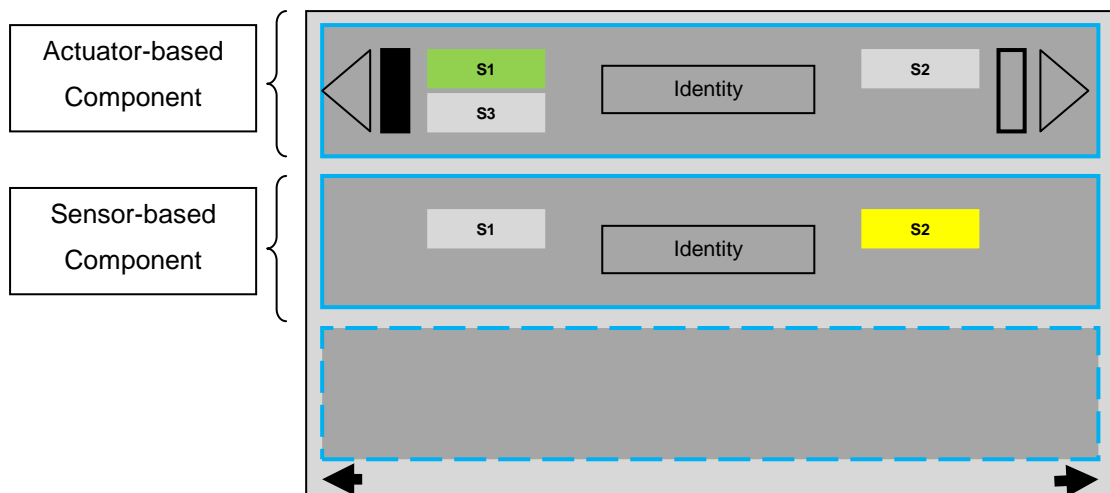 Actuator-based
Component
S1
S3
Identity
S2
Sensor-based
Component
S1
Identity
S2